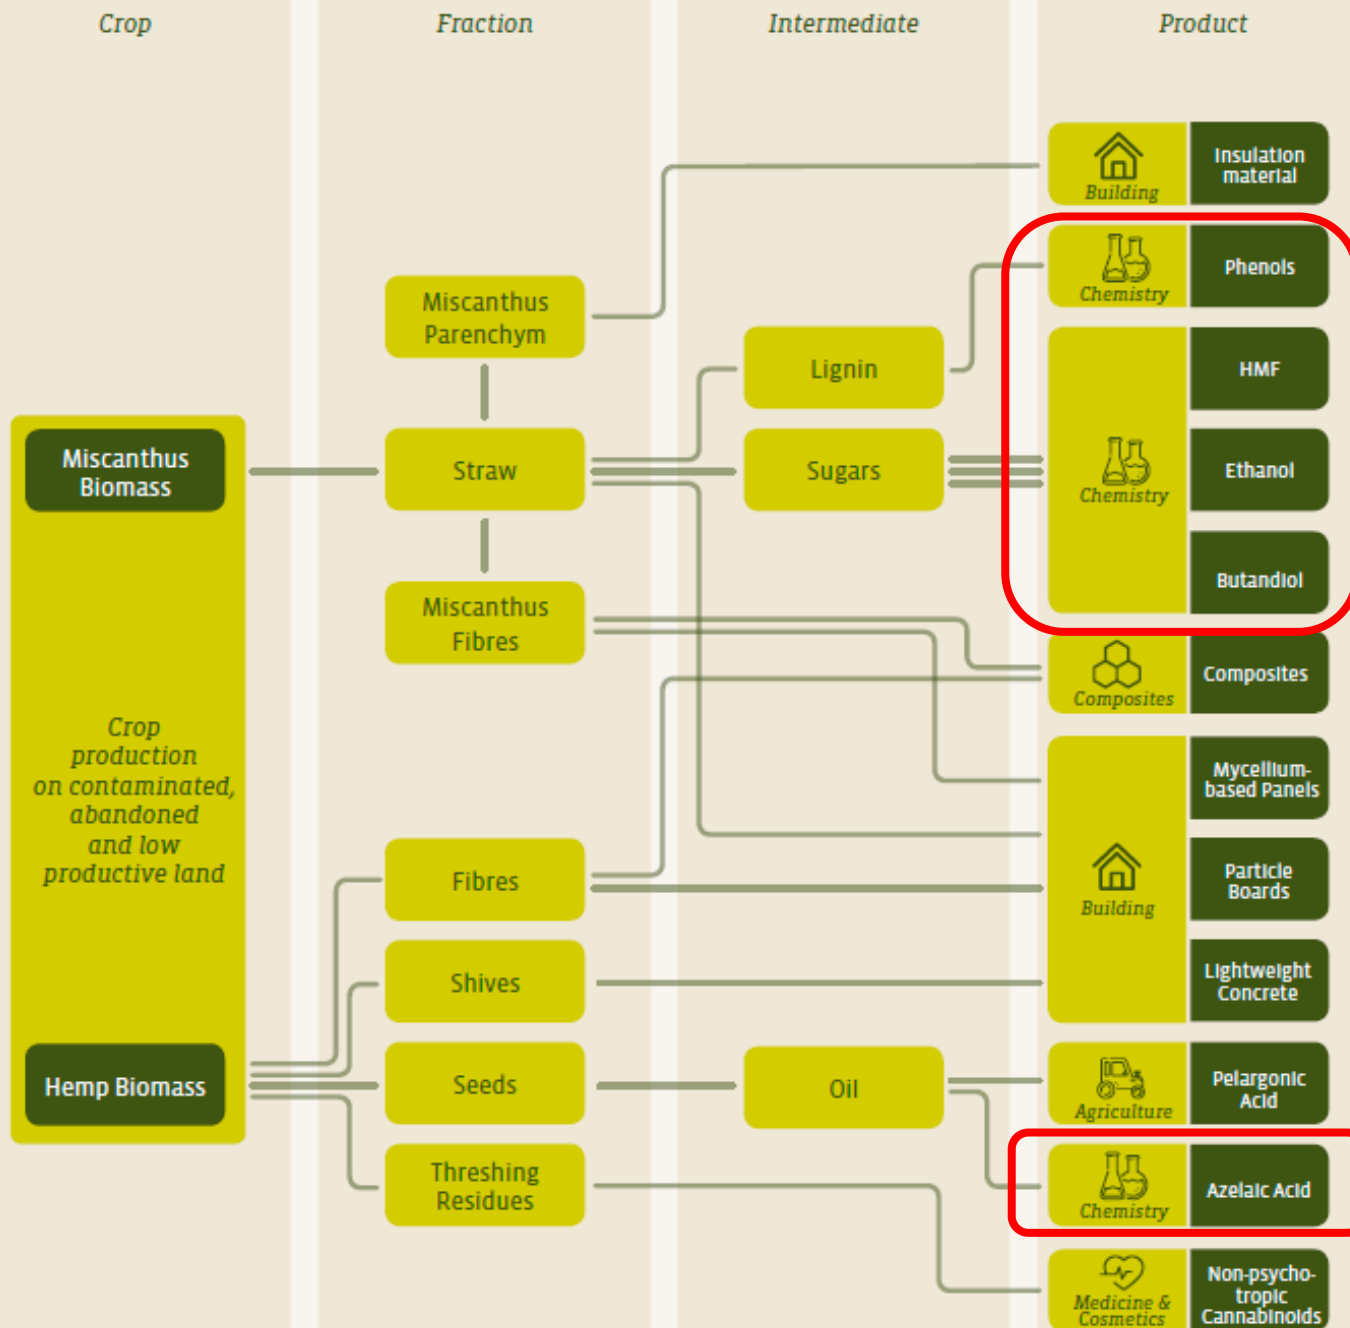 Crop
Fraction
Intermediate
Product
Insulation
material
Building
Phenols
Chemistry
Miscanthus
Parenchym
Lignin
HMF
Miscanthus
Biomass
Straw
Sugars
Ethanol
Chemistry
Butandiol
Miscanthus
Fibres
Composites
Composites
Crop
production
on contaminated,
abandoned
and low
productive land
Mycelium-
based Panels
Fibres
Particle
Boards
Building
Shives
Lightweight
Concrete
Hemp Biomass
Seeds
Oil
Pelargonic
Acid
Agriculture
Threshing
Residues
Azelaic Acid
Chemistry
Non-psycho-
tropic
Cannabinoids
Medicine &
Cosmetics